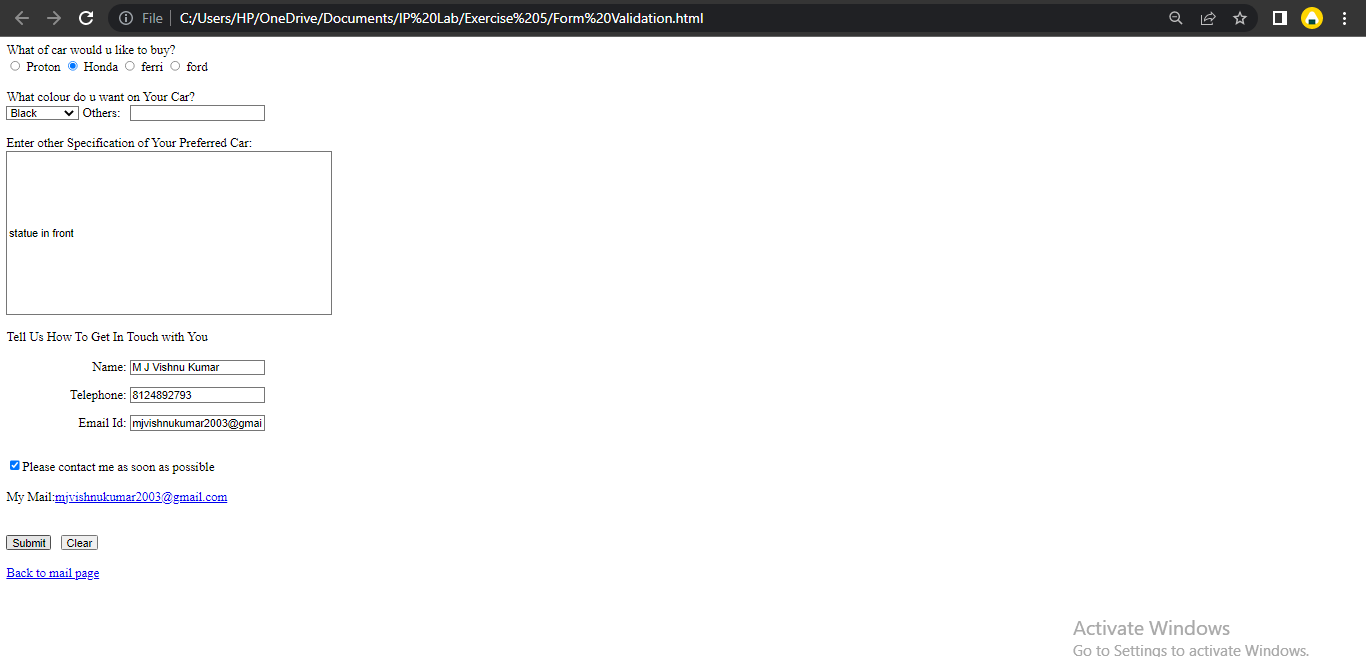 File C:/Users/HP/OneDrive/Documents/IP%20Lab/Exercise%205/Form%20Validation.html
What of car would u like to buy?
Proton Honda ferri ford
What colour do u want on Your Car?
Black Others:
Enter other Specification of Your Preferred Car:
statue in front
Tell Us How To Get In Touch with You
Name: M J Vishnu Kumar
Telephone: 8124892793
Email Id: mjvishnukumar2003@gmai
Please contact me as soon as possible
My Mail:mjvishnukumar2003@gmail.com
Submit Clear
Back to mail page
Activate Windows
Go to Settings to activate Windows.